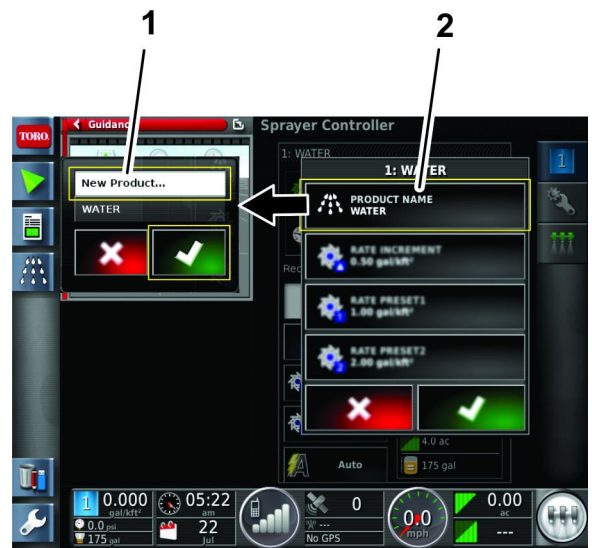 1
2
TORO.
Guidanc
Sprayer Controller
1: WATER
1: WATER
1
New Product...
WATER
PRODUCT NAME
WATER
RATE INCREMENT
0.50 gal/kft²
RATE PRESET1
1.00 gal/kft²
RATE PRESET2
2.00 gal/kft²
Rec
4.0 ac
Auto
175 gal
1 0.000
gal/kft²
0.0 psi
175 gal
05:22
am
22
Jul
0
---
No GPS
0.0
mph
0.00
ac
---